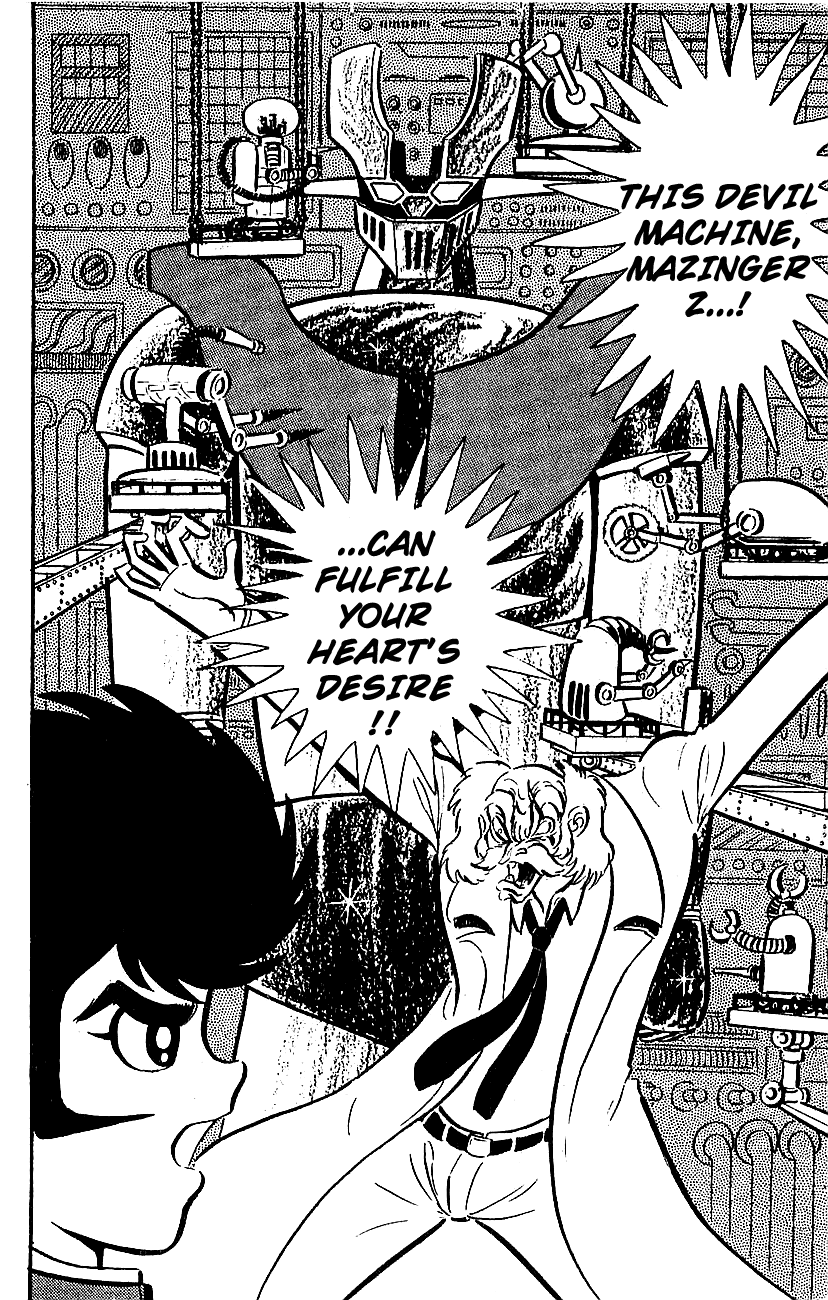 THIS DEVIL
MACHINE,
MAZINGER
Z...!
...CAN
FULFILL
YOUR
HEART'S
DESIRE
!!